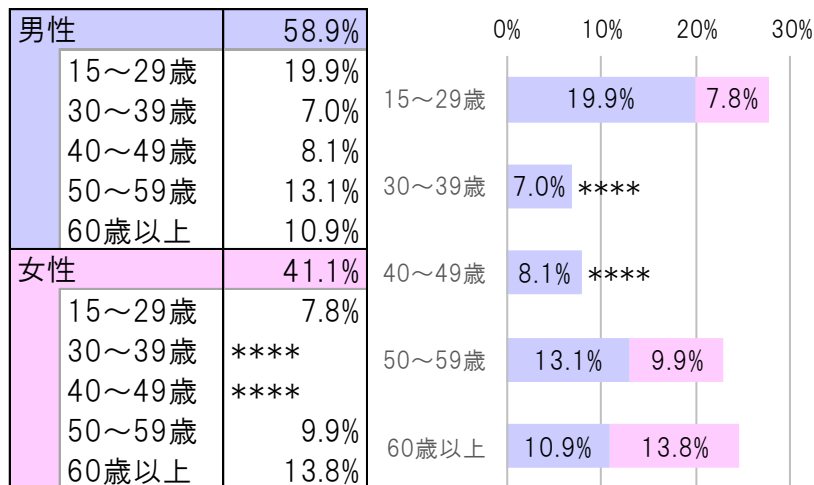 男性 58.9%
15～29歳 19.9%
30～39歳 7.0%
40～49歳 8.1%
50～59歳 13.1%
60歳以上 10.9%
女性 41.1%
15～29歳 7.8%
30～39歳 ****
40～49歳 ****
50～59歳 9.9%
60歳以上 13.8%
0% 10% 20% 30%
15～29歳 19.9% 7.8%
30～39歳 7.0% ****
40～49歳 8.1% ****
50～59歳 13.1% 9.9%
60歳以上 10.9% 13.8%